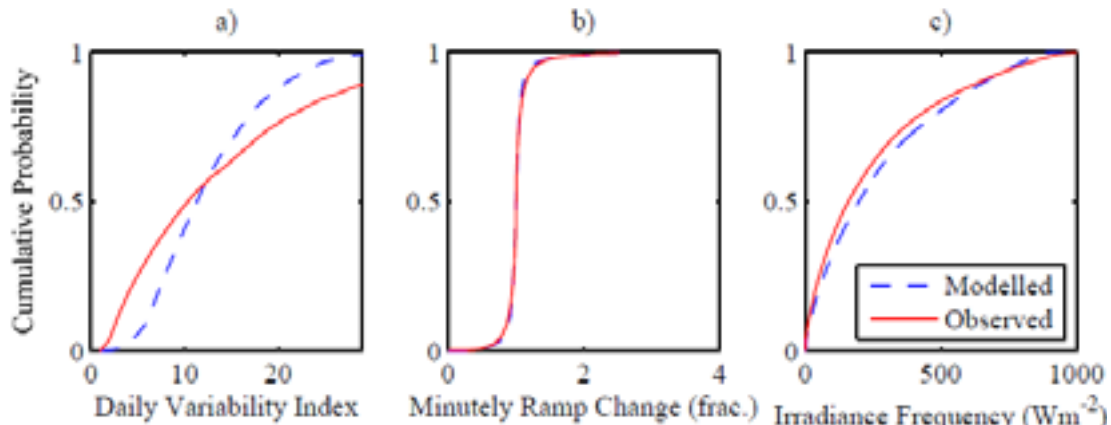 a)
b)
c)
Cumulative Probability
1
0.5
0
0
10
20
Daily Variability Index
1
0.5
0
0
2
4
Minutely Ramp Change (frac.)
1
0.5
0
0
500
1000
Irradiance Frequency (Wm⁻²)
Modelled
Observed